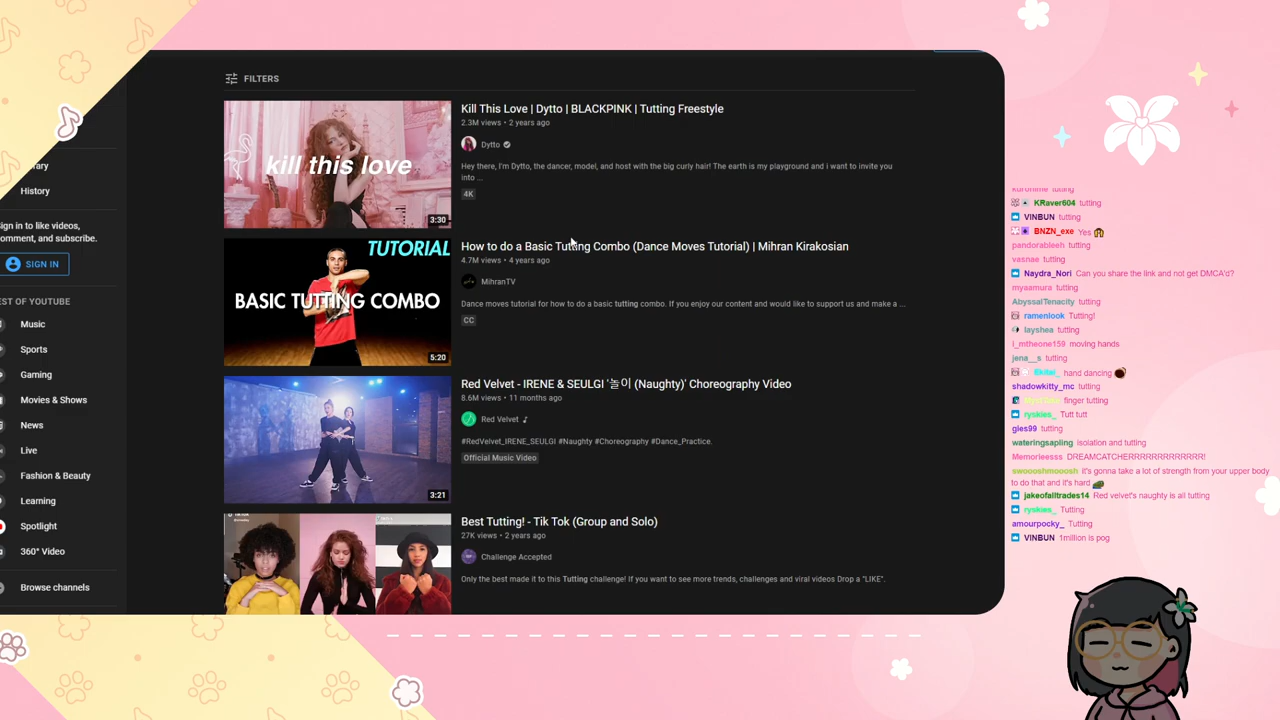 FILTERS
rary
History
ign in to like videos,
omment, and subscribe.
SIGN IN
EST OF YOUTUBE
Music
Sports
Gaming
Movies & Shows
News
Live
Fashion & Beauty
Learning
Spotlight
360° Video
Browse channels
kill this love
3:30
Kill This Love | Dytto | BLACKPINK | Tutting Freestyle
2.3M views • 2 years ago
Dytto
Hey there, I'm Dytto, the dancer, model, and host with the big curly hair! The earth is my playground and i want to invite you
into ...
4K
TUTORIAL
BASIC TUTTING COMBO
5:20
How to do a Basic Tutting Combo (Dance Moves Tutorial) | Mihran Kirakosian
4.7M views • 4 years ago
MihranTV
Dance moves tutorial for how to do a basic tutting combo. If you enjoy our content and would like to support us and make a ...
CC
3:21
Red Velvet - IRENE & SEULGI '놀이 (Naughty)' Choreography Video
8.6M views • 11 months ago
Red Velvet
#RedVelvet_IRENE_SEULGI #Naughty #Choreography #Dance_Practice.
Official Music Video
Best Tutting! - Tik Tok (Group and Solo)
27K views • 2 years ago
Challenge Accepted
Only the best made it to this Tutting challenge! If you want to see more trends, challenges and viral videos Drop a "LIKE".
KRaver604 tutting
VINBUN tutting
BNZN_exe Yes
pandorableeh tutting
vasnae tutting
Naydra_Nori Can you share the link and not get DMCA'd?
myaamura tutting
AbyssalTenacity tutting
ramenlook Tutting!
layshea tutting
i_mtheone159 moving hands
jena__s tutting
Ekitai_ hand dancing
shadowkitty_mc tutting
finger tutting
ryskies_ Tutt tutt
gies99 tutting
wateringsapling isolation and tutting
Memorieesss DREAMCATCHERRRRRRRRRRRR!
swoooshmooosh it's gonna take a lot of strength from your upper body
to do that and it's hard
jakeofalltrades14 Red velvet's naughty is all tutting
ryskies_ Tutting
amourpocky_ Tutting
VINBUN 1million is pog